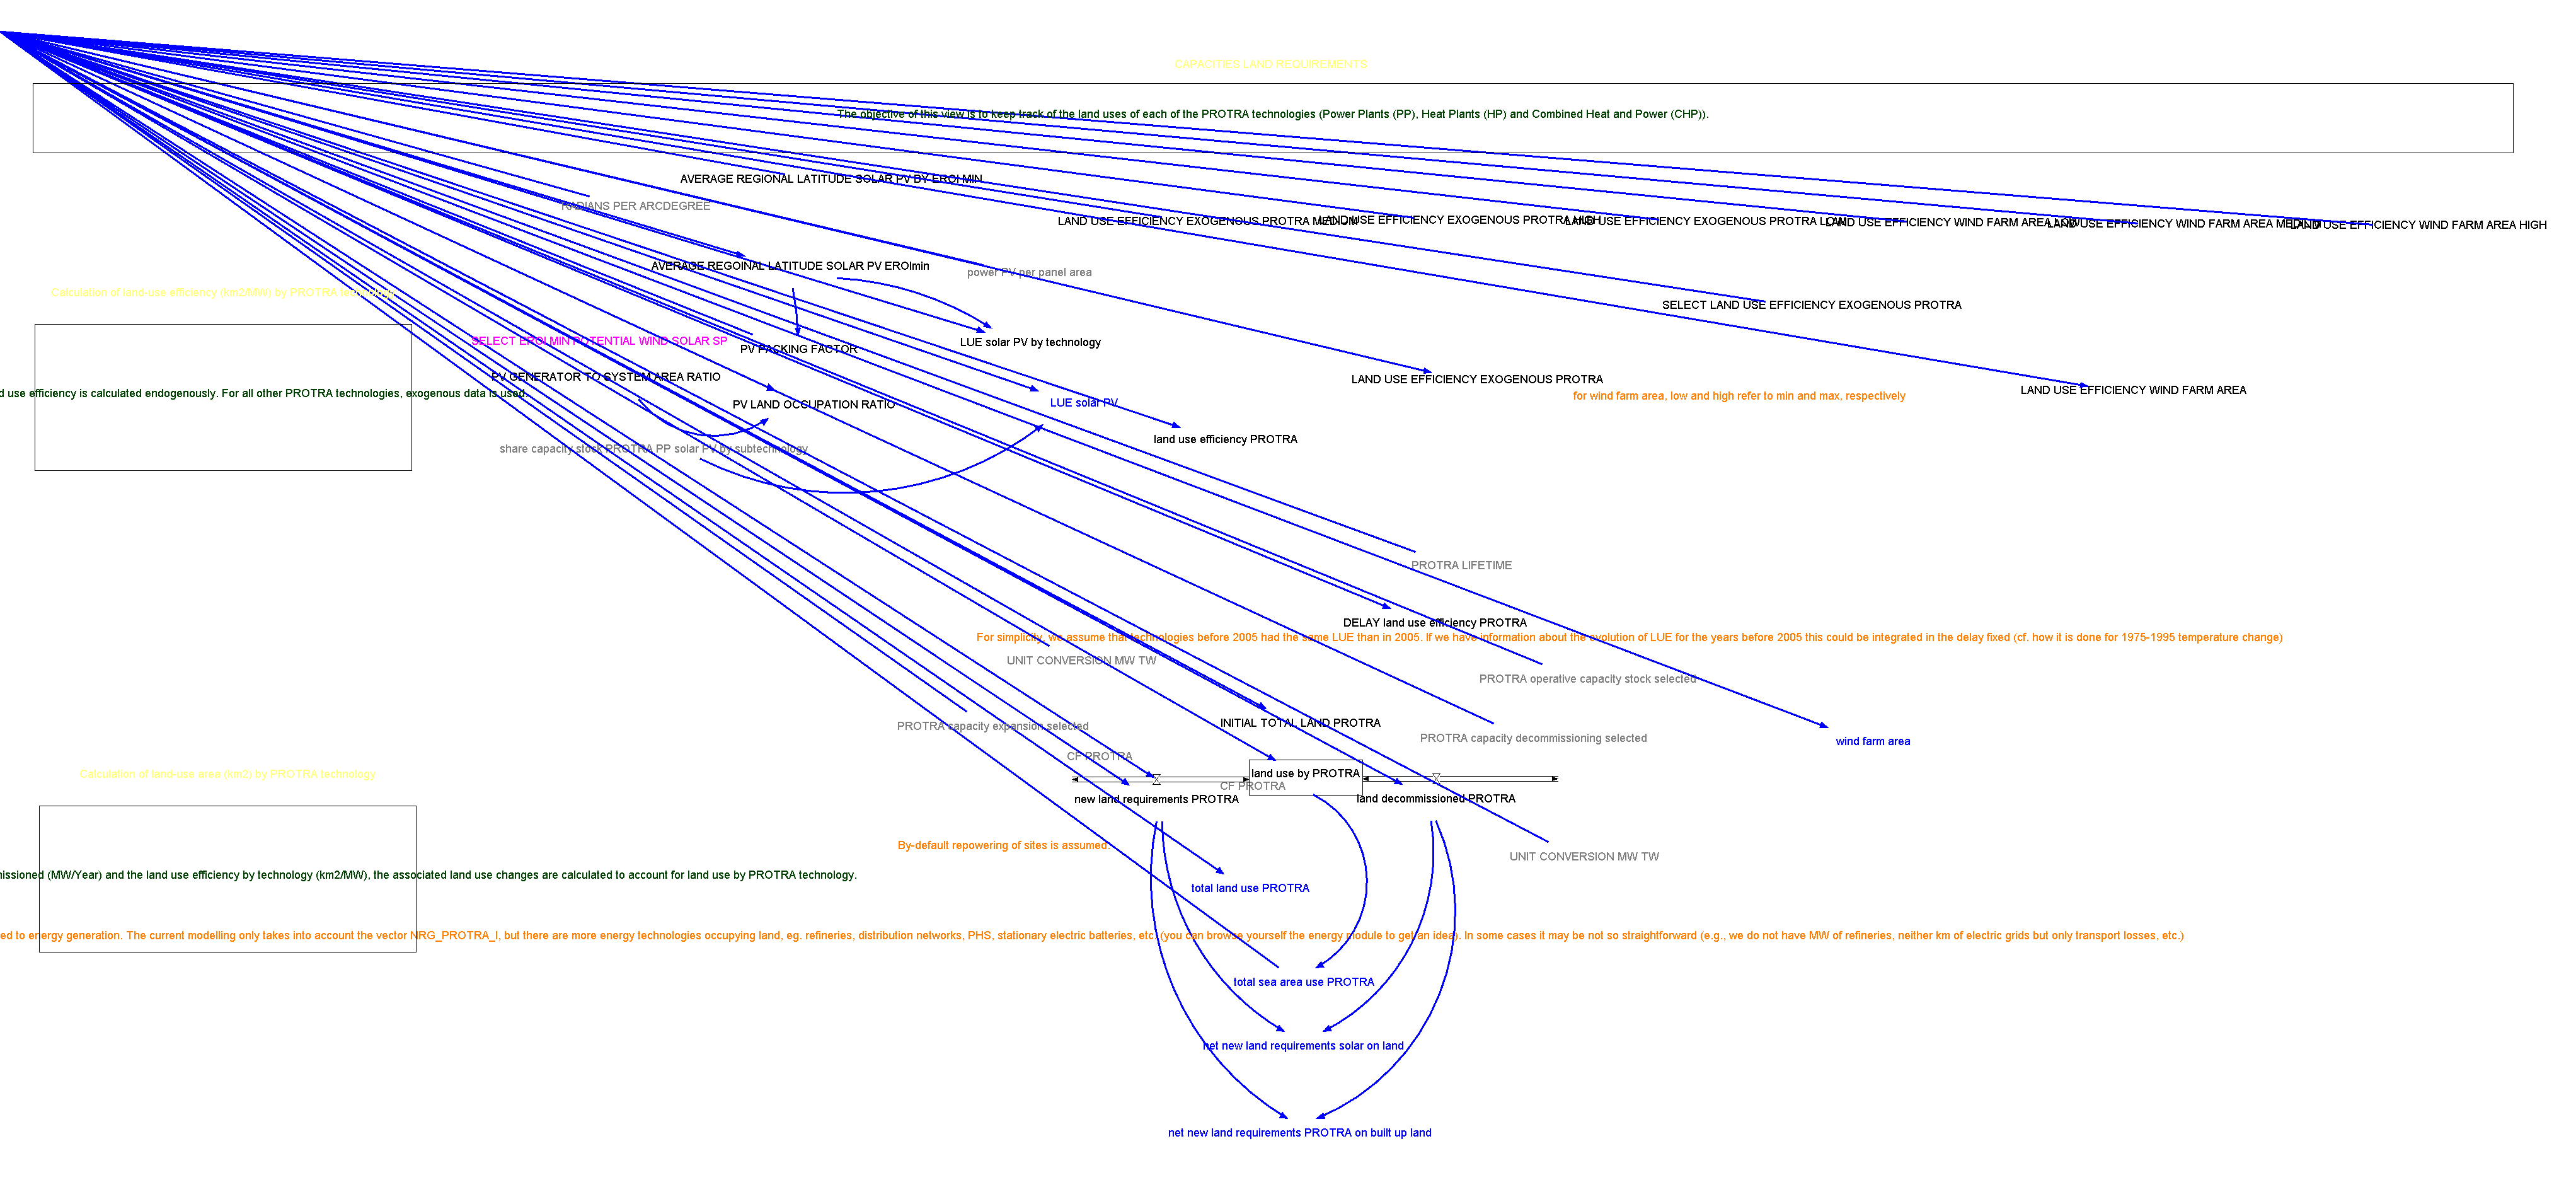 CAPACITIES LAND REQUIREMENTS
The objective of this view is to keep track of the land uses of each of the PROTRA technologies (Power Plants (PP), Heat Plants (HP) and Combined Heat and Power (CHP)).
AVERAGE REGIONAL LATITUDE SOLAR PV BY EROI MIN
RADIANS PER ARCDEGREE
LAND USE EFFICIENCY EXOGENOUS PROTRA MEDIUM
LAND USE EFFICIENCY EXOGENOUS PROTRA HIGH
LAND USE EFFICIENCY EXOGENOUS PROTRA LOW
LAND USE EFFICIENCY WIND FARM AREA LOW
LAND USE EFFICIENCY WIND FARM AREA MEDIUM
LAND USE EFFICIENCY WIND FARM AREA HIGH
AVERAGE REGOINAL LATITUDE SOLAR PV EROImin
power PV per panel area
Calculation of land-use efficiency (km2/MW) by PROTRA technology
SELECT LAND USE EFFICIENCY EXOGENOUS PROTRA
SELECT EROI MIN POTENTIAL WIND SOLAR SP
PV PACKING FACTOR
LUE solar PV by technology
PV GENERATOR TO SYSTEM AREA RATIO
LAND USE EFFICIENCY EXOGENOUS PROTRA
LAND USE EFFICIENCY WIND FARM AREA
d use efficiency is calculated endogenously. For all other PROTRA technologies, exogenous data is used.
for wind farm area, low and high refer to min and max, respectively
PV LAND OCCUPATION RATIO
LUE solar PV
land use efficiency PROTRA
share capacity stock PROTRA PP solar PV by subtechnology
PROTRA LIFETIME
DELAY land use efficiency PROTRA
For simplicity, we assume that technologies before 2005 had the same LUE than in 2005. If we have information about the evolution of LUE for the years before 2005 this could be integrated in the delay fixed (cf. how it is done for 1975-1995 temperature change)
UNIT CONVERSION MW TW
PROTRA operative capacity stock selected
PROTRA capacity expansion selected
INITIAL TOTAL LAND PROTRA
PROTRA capacity decommissioning selected
wind farm area
CF PROTRA
Calculation of land-use area (km2) by PROTRA technology
land use by PROTRA
CF PROTRA
new land requirements PROTRA
land decommissioned PROTRA
By-default repowering of sites is assumed.
UNIT CONVERSION MW TW
missioned (MW/Year) and the land use efficiency by technology (km2/MW), the associated land use changes are calculated to account for land use by PROTRA technology.
total land use PROTRA
ed to energy generation. The current modelling only takes into account the vector NRG_PROTRA_I, but there are more energy technologies occupying land, eg. refineries, distribution networks, PHS, stationary electric batteries, etc. (you can browse yourself the energy module to get an idea). In some cases it may be not so straightforward (e.g., we do not have MW of refineries, neither km of electric grids but only transport losses, etc.)
total sea area use PROTRA
net new land requirements solar on land
net new land requirements PROTRA on built up land